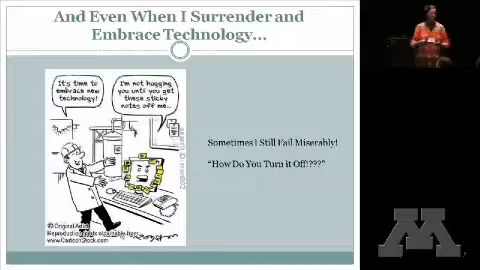 And Even When I Surrender and
Embrace Technology...
It's time to
embrace new
technology!
I'm not hugging
you until you get
these sticky
notes off me...
Sometimes I Still Fail Miserably!
"How Do You Turn it Off!???"
© Original Artist
Reproduction rights obtainable from
www.CartoonStock.com
M